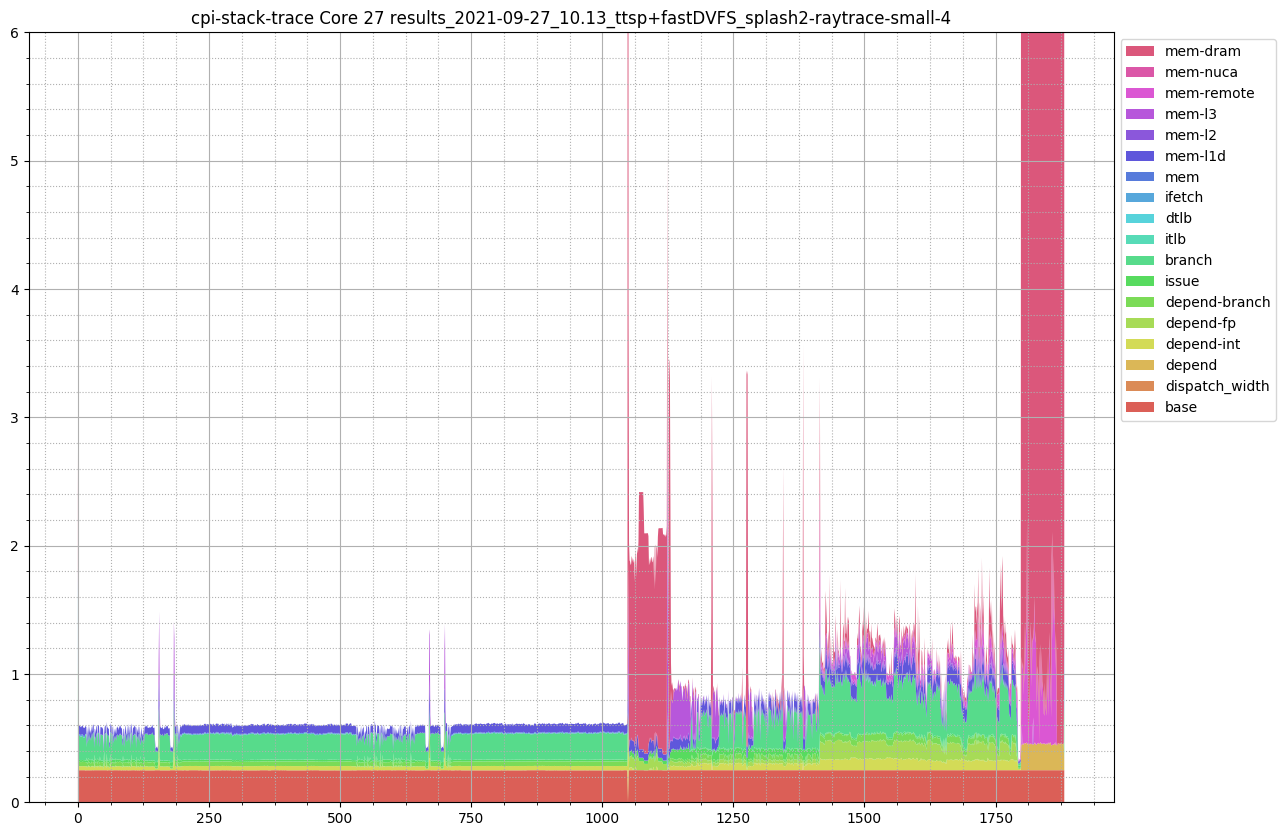 cpi-stack-trace Core 27 results_2021-09-27_10.13_ttsp+fastDVFS_splash2-raytrace-small-4
6
5
4
3
2
1
0
0 250 500 750 1000 1250 1500 1750
mem-dram
mem-nuca
mem-remote
mem-l3
mem-l2
mem-l1d
mem
ifetch
dtlb
itlb
branch
issue
depend-branch
depend-fp
depend-int
depend
dispatch_width
base